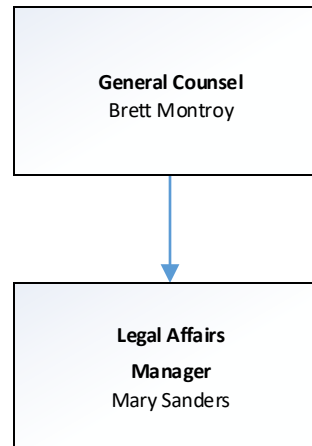 General Counsel
Brett Montroy
Legal Affairs
Manager
Mary Sanders